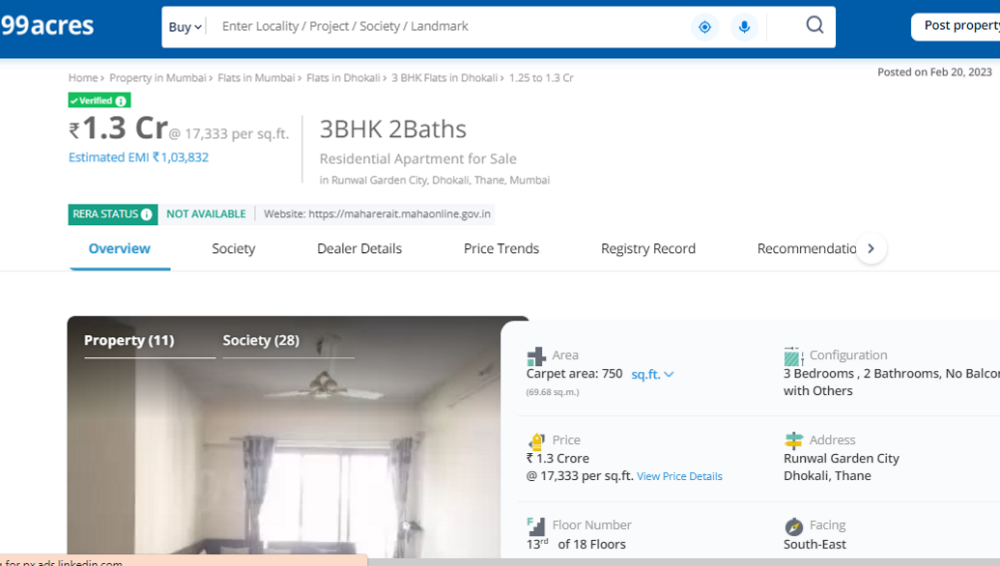 99acres
Buy
Enter Locality / Project / Society / Landmark
Post property
Home > Property in Mumbai > Flats in Mumbai > Flats in Dhokali > 3 BHK Flats in Dhokali > 1.25 to 1.3 Cr
Posted on Feb 20, 2023
Verified
₹1.3 Cr@ 17,333 per sq.ft.
Estimated EMI ₹1,03,832
3BHK 2Baths
Residential Apartment for Sale
in Runwal Garden City, Dhokali, Thane, Mumbai
RERA STATUS NOT AVAILABLE Website: https://maharerait.mahaonline.gov.in
Overview Society Dealer Details Price Trends Registry Record Recommendatio
Property (11) Society (28)
Area
Carpet area: 750 sq.ft.
(69.68 sq.m.)
Configuration
3 Bedrooms , 2 Bathrooms, No Balco
with Others
Price
₹ 1.3 Crore
@ 17,333 per sq.ft. View Price Details
Address
Runwal Garden City
Dhokali, Thane
Floor Number
13rd of 18 Floors
Facing
South-East
for px.ads.linkedin.com